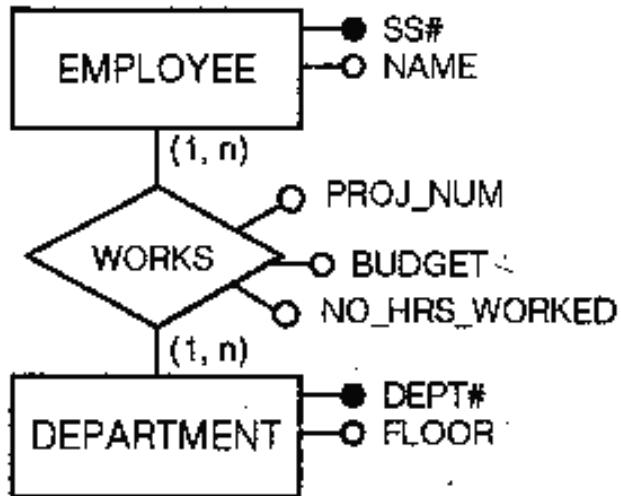 SS#
EMPLOYEE
NAME
(1, n)
PROJ_NUM
WORKS
BUDGET
NO_HRS_WORKED
(1, n)
DEPT#
DEPARTMENT
FLOOR